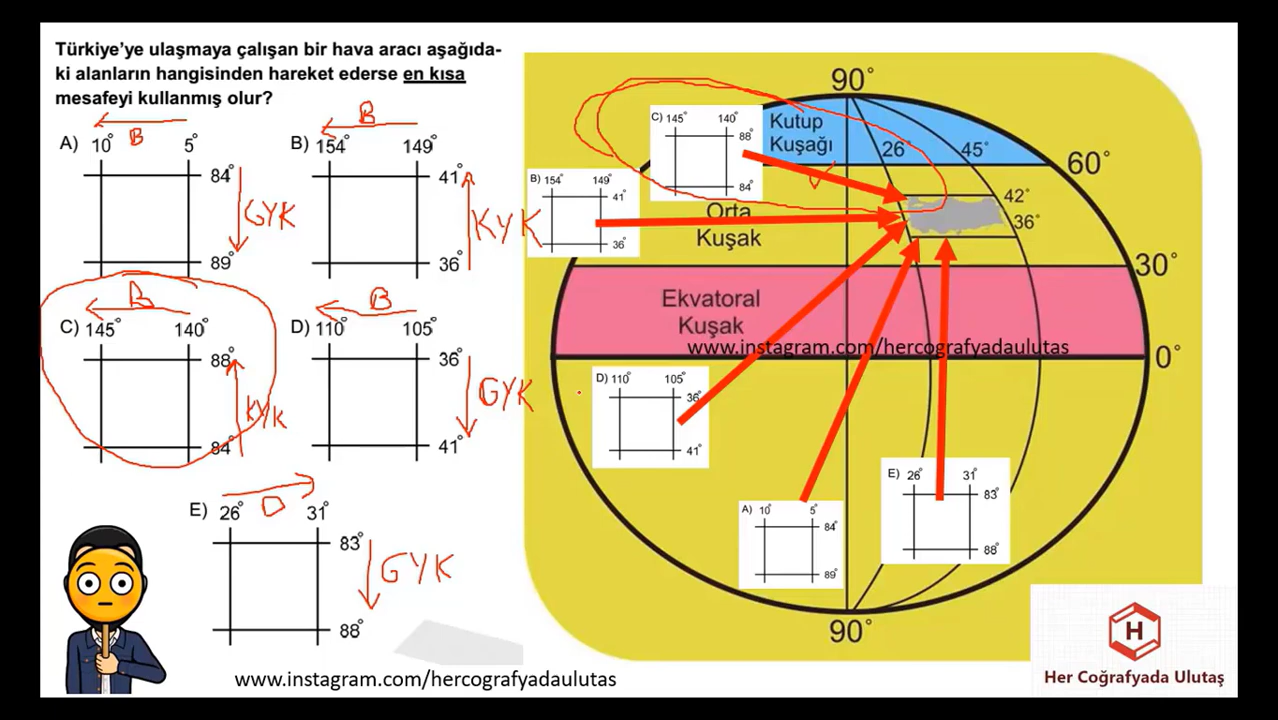 Türkiye'ye ulaşmaya çalışan bir hava aracı aşağıda-
ki alanların hangisinden hareket ederse en kısa
mesafeyi kullanmış olur?
B
A) 10° 5°
84°
GYK
89°
B
B) 154° 149°
41°
KYK
36°
B
C) 145° 140°
88°
KYK
84°
B
D) 110° 105°
36°
GYK
41°
D
E) 26° 31°
83°
GYK
88°
www.instagram.com/hercografyadaulutas
90°
Kutup
Kuşağı
26° 45°
60°
42°
36°
Orta
Kuşak
30°
Ekvatoral
Kuşak
www.instagram.com/hercografyadaulutas
0°
90°
C) 145° 140°
88°
84°
B) 154° 149°
41°
36°
D) 110° 105°
36°
41°
A) 10° 5°
84°
89°
E) 26° 31°
83°
88°
H
Her Coğrafyada Ulutaş